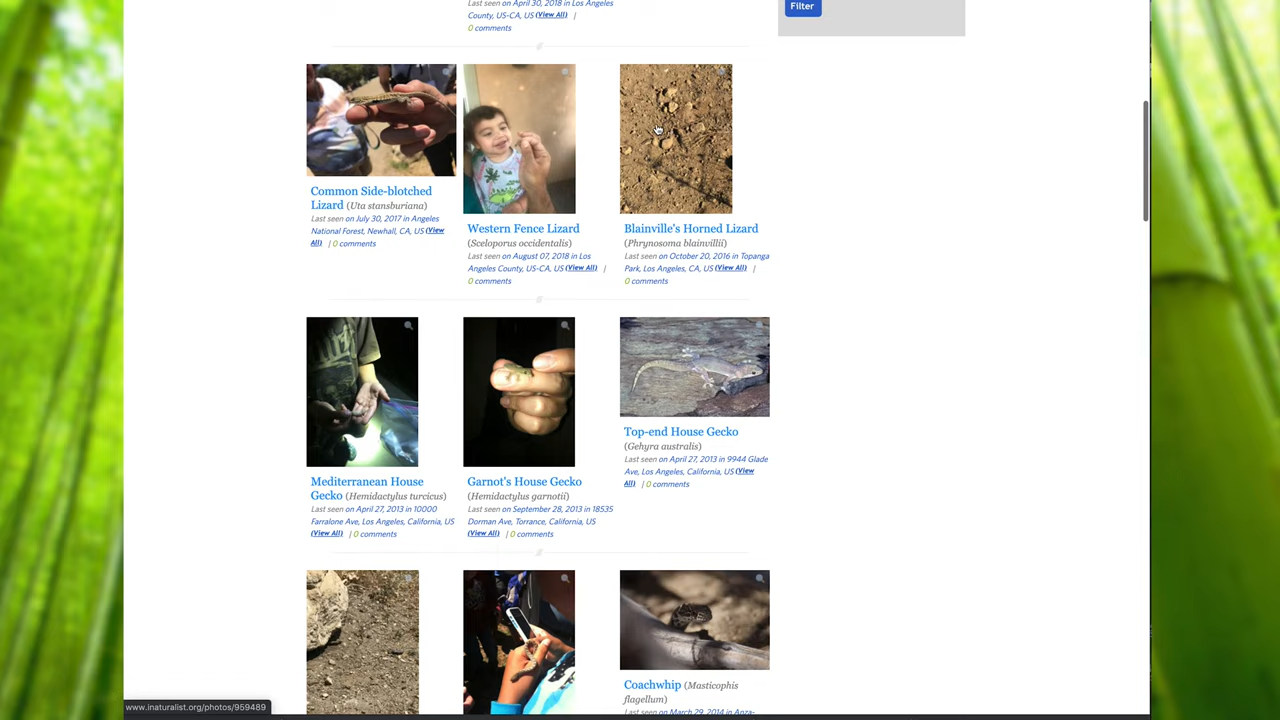 Last seen on April 30, 2018 in Los Angeles
County, US-CA, US (View All) |
0 comments
Filter
Common Side-blotched
Lizard (Uta stansburiana)
Last seen on July 30, 2017 in Angeles
National Forest, Newhall, CA, US (View
All) | 0 comments
Western Fence Lizard
(Sceloporus occidentalis)
Last seen on August 07, 2018 in Los
Angeles County, US-CA, US (View All) |
0 comments
Blainville's Horned Lizard
(Phrynosoma blainvillii)
Last seen on October 20, 2016 in Topanga
Park, Los Angeles, CA, US (View All) |
0 comments
Mediterranean House
Gecko (Hemidactylus turcicus)
Last seen on April 27, 2013 in 10000
Farralone Ave, Los Angeles, California, US
(View All) | 0 comments
Garnot's House Gecko
(Hemidactylus garnotii)
Last seen on September 28, 2013 in 18535
Dorman Ave, Torrance, California, US
(View All) | 0 comments
Top-end House Gecko
(Gehyra australis)
Last seen on April 27, 2013 in 9944 Glade
Ave, Los Angeles, California, US (View
All) | 0 comments
Coachwhip (Masticophis
flagellum)
Last seen on March 29, 2014 in Anza-
www.inaturalist.org/photos/959489